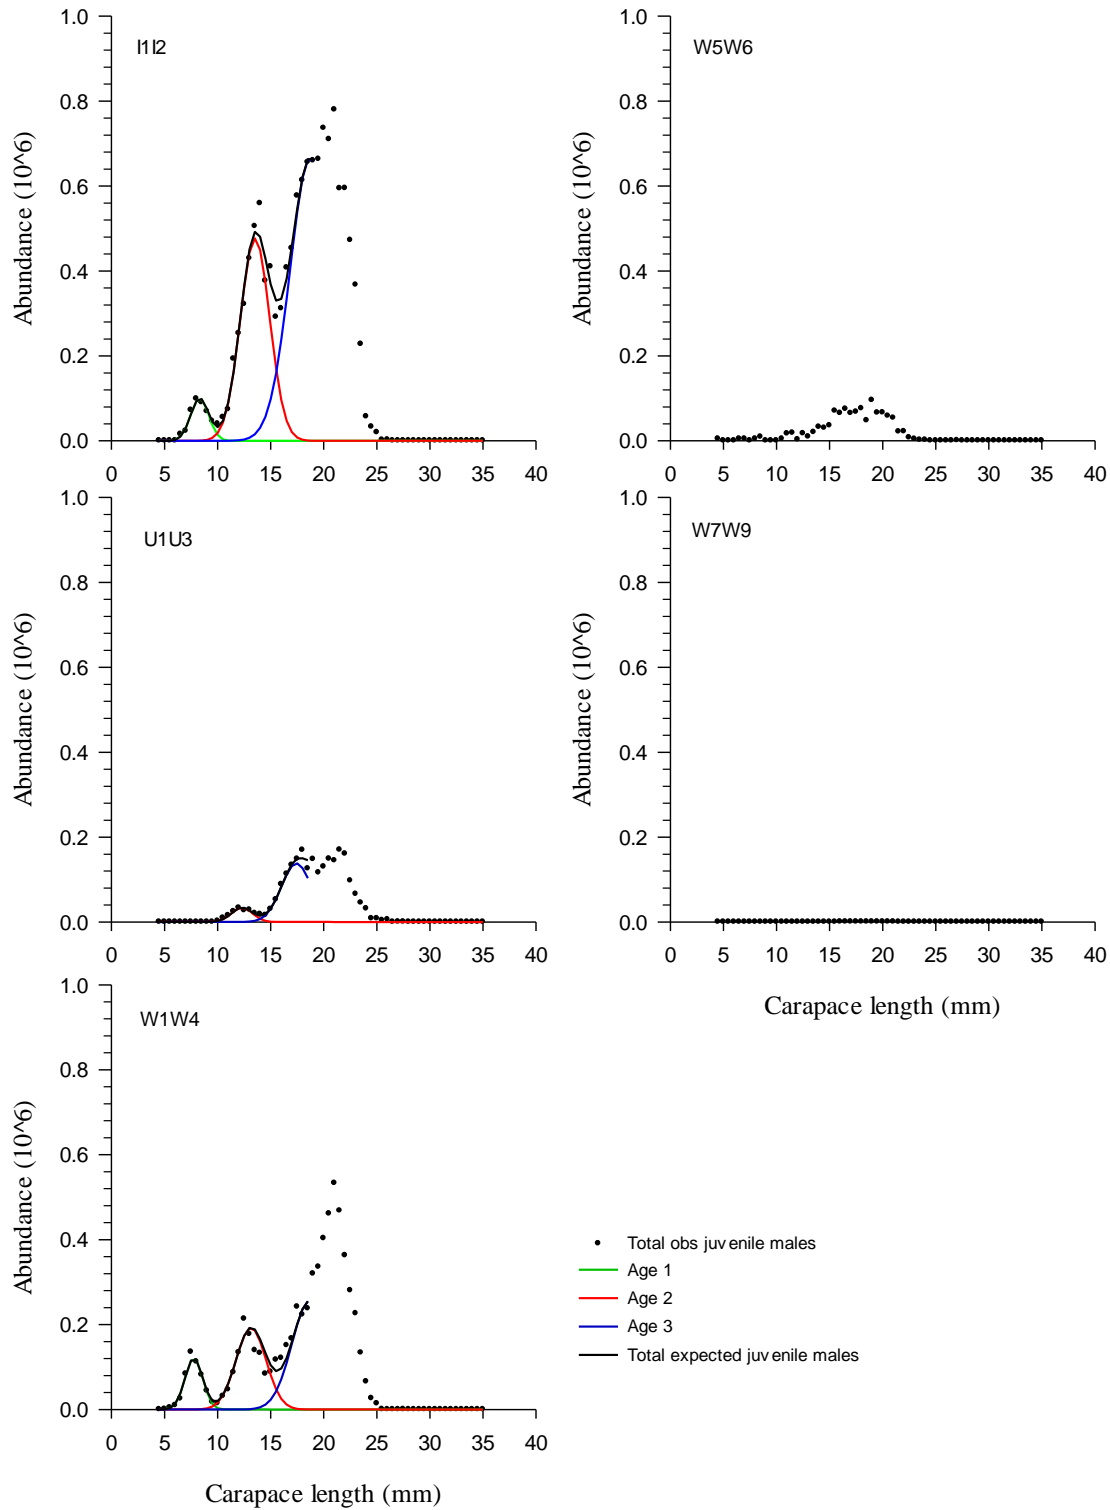 I1I2
Abundance (10^6)
1.0
0.8
0.6
0.4
0.2
0.0
0 5 10 15 20 25 30 35 40
W5W6
Abundance (10^6)
1.0
0.8
0.6
0.4
0.2
0.0
0 5 10 15 20 25 30 35 40
U1U3
Abundance (10^6)
1.0
0.8
0.6
0.4
0.2
0.0
0 5 10 15 20 25 30 35 40
W7W9
Abundance (10^6)
1.0
0.8
0.6
0.4
0.2
0.0
0 5 10 15 20 25 30 35 40
Carapace length (mm)
W1W4
Abundance (10^6)
1.0
0.8
0.6
0.4
0.2
0.0
0 5 10 15 20 25 30 35 40
Carapace length (mm)
Total obs juvenile males
Age 1
Age 2
Age 3
Total expected juvenile males